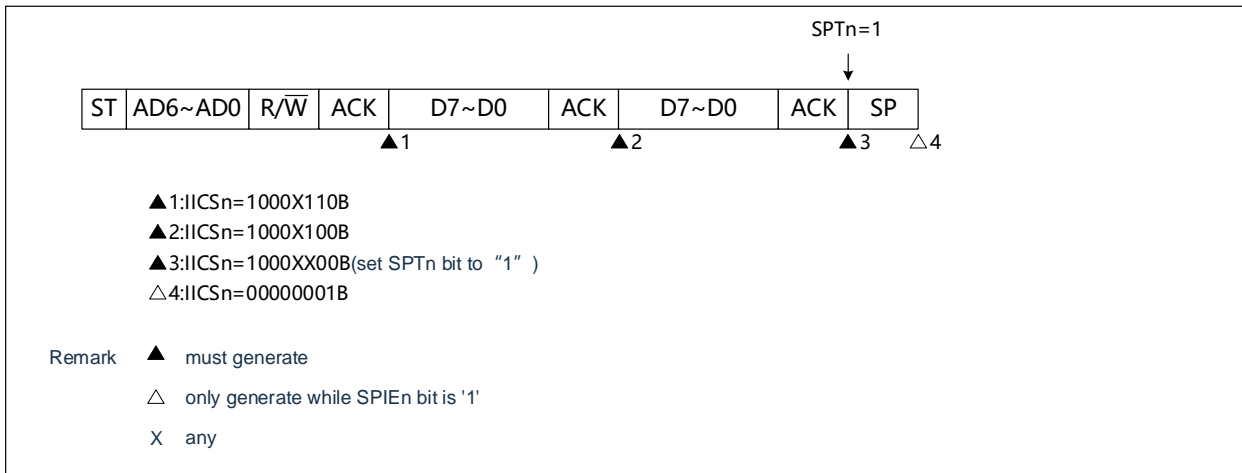 SPTn=1
ST AD6~AD0 R/W̅ ACK D7~D0 ACK D7~D0 ACK SP
▲1 ▲2 ▲3 △4
▲1:IICSn=1000X110B
▲2:IICSn=1000X100B
▲3:IICSn=1000XX00B(set SPTn bit to “1” )
△4:IICSn=00000001B
Remark ▲ must generate
△ only generate while SPIEn bit is '1'
X any